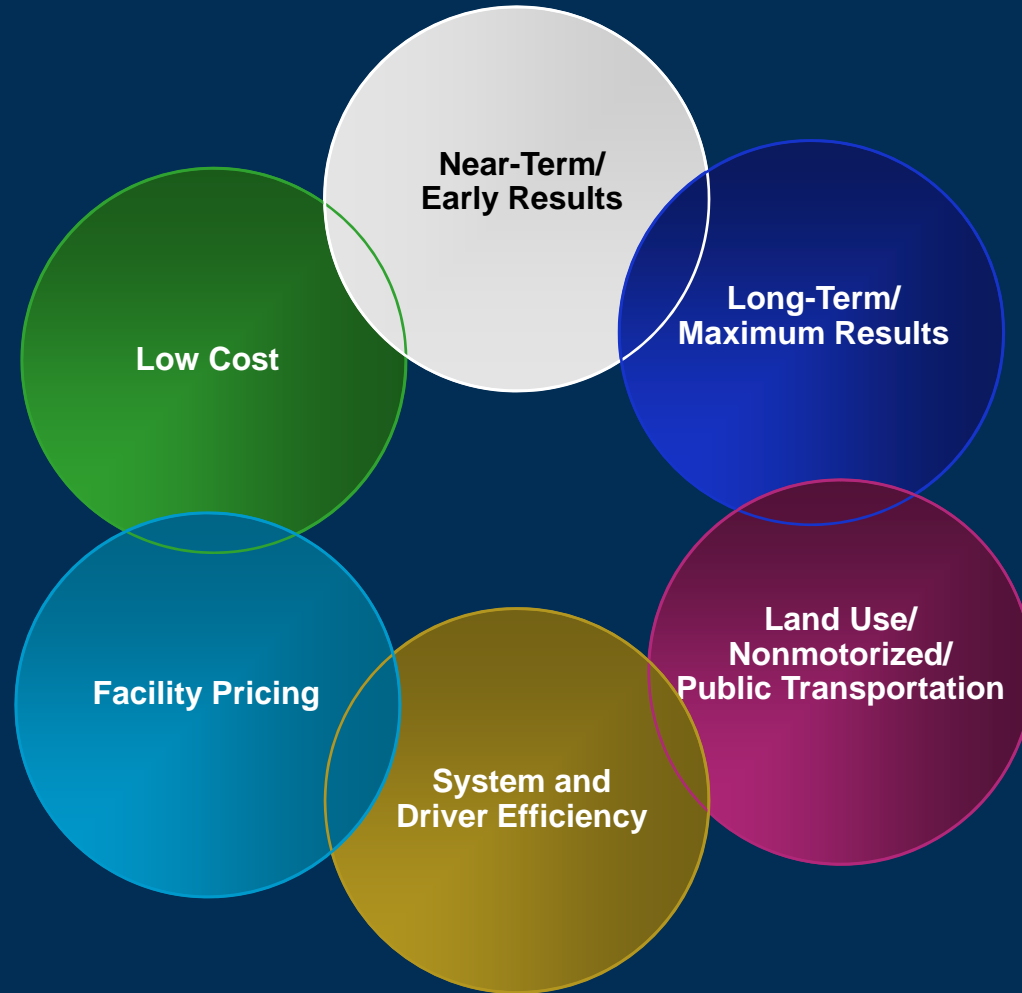 Near-Term/
Early Results
Long-Term/
Maximum Results
Low Cost
Land Use/
Nonmotorized/
Public Transportation
Facility Pricing
System and
Driver Efficiency